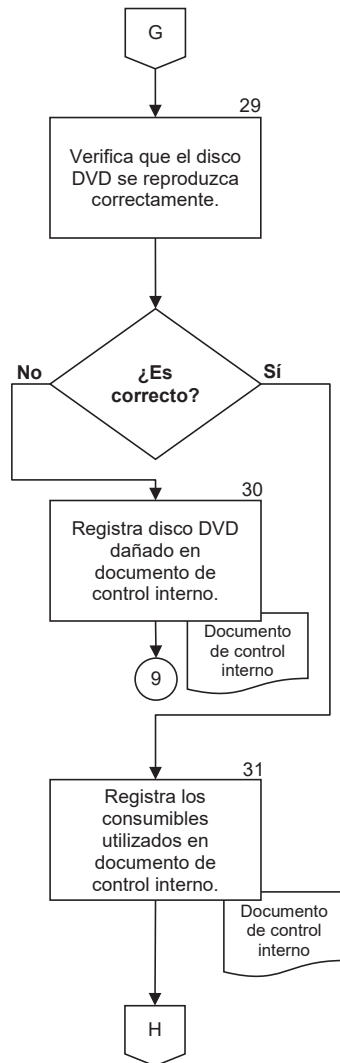 G
29
Verifica que el disco
DVD se reproduzca
correctamente.
No
¿Es
correcto?
Sí
30
Registra disco DVD
dañado en
documento de
control interno.
Documento
de control
interno
9
31
Registra los
consumibles
utilizados en
documento de
control interno.
Documento
de control
interno
H